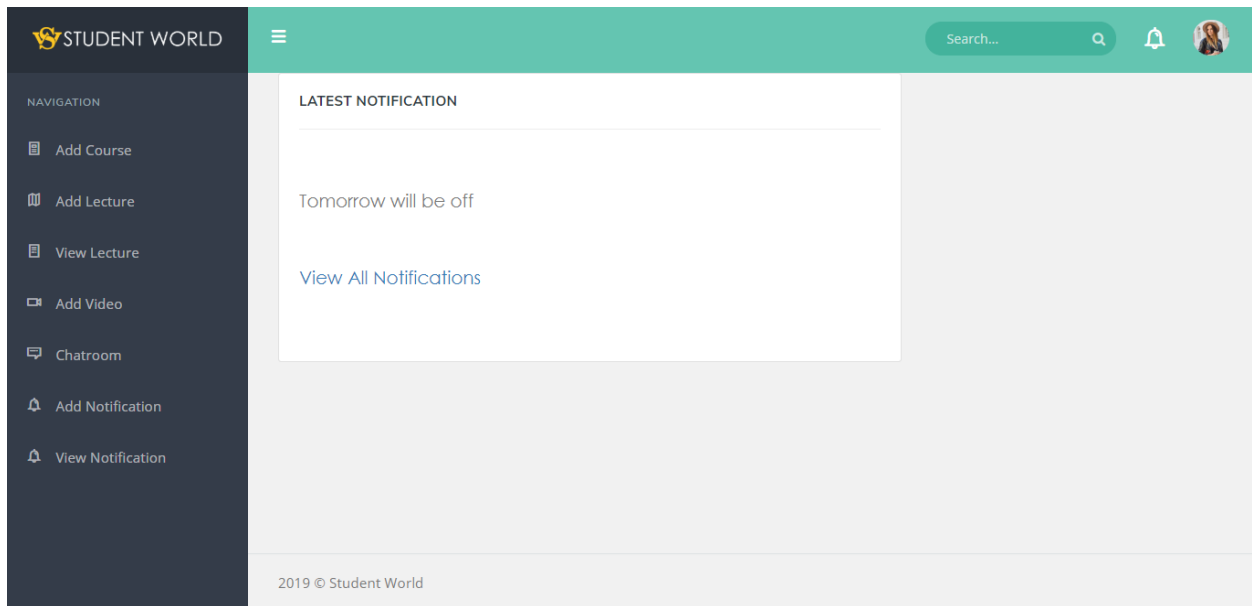 STUDENT WORLD
Search...
NAVIGATION
Add Course
Add Lecture
View Lecture
Add Video
Chatroom
Add Notification
View Notification
LATEST NOTIFICATION
Tomorrow will be off
View All Notifications
2019 © Student World